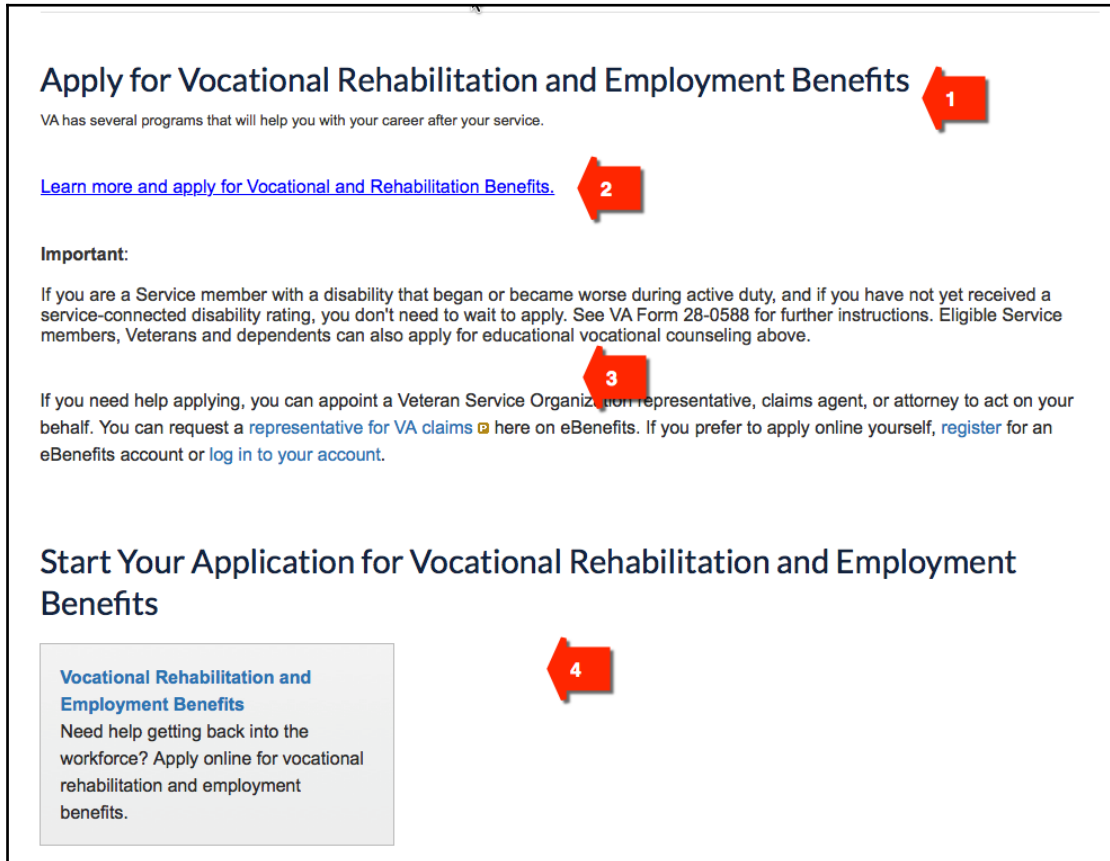 Apply for Vocational Rehabilitation and Employment Benefits
1
VA has several programs that will help you with your career after your service.
Learn more and apply for Vocational and Rehabilitation Benefits.
2
Important:
If you are a Service member with a disability that began or became worse during active duty, and if you have not yet received a
service-connected disability rating, you don't need to wait to apply. See VA Form 28-0588 for further instructions. Eligible Service
members, Veterans and dependents can also apply for educational vocational counseling above.
3
If you need help applying, you can appoint a Veteran Service Organization representative, claims agent, or attorney to act on your
behalf. You can request a representative for VA claims P here on eBenefits. If you prefer to apply online yourself, register for an
eBenefits account or log in to your account.
Start Your Application for Vocational Rehabilitation and Employment
Benefits
4
Vocational Rehabilitation and
Employment Benefits
Need help getting back into the
workforce? Apply online for vocational
rehabilitation and employment
benefits.